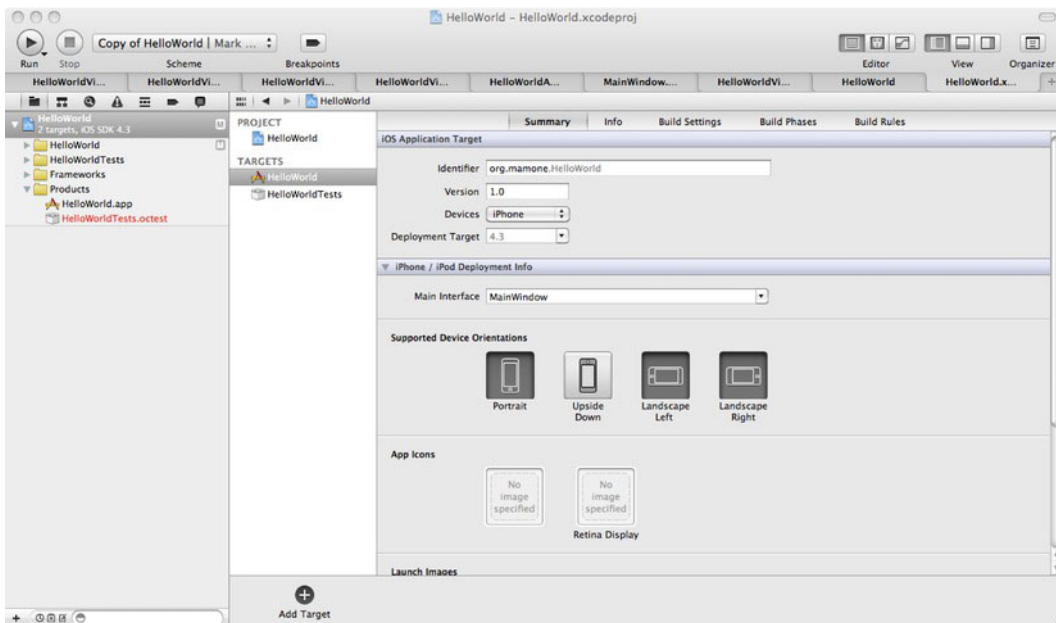 HelloWorld – HelloWorld.xcodeproj
Copy of HelloWorld | Mark ...
Run Stop Scheme Breakpoints Editor View Organizer
HelloWorldVi... HelloWorldVi... HelloWorldVi... HelloWorldVi... HelloWorldA... MainWindow.... HelloWorldVi... HelloWorld HelloWorld.x... +
HelloWorld
HelloWorld
2 targets, iOS SDK 4.3
M
HelloWorld
HelloWorldTests
Frameworks
Products
HelloWorld.app
HelloWorldTests.octest
PROJECT
HelloWorld
TARGETS
HelloWorld
HelloWorldTests
Summary Info Build Settings Build Phases Build Rules
iOS Application Target
Identifier org.mamone.HelloWorld
Version 1.0
Devices iPhone
Deployment Target 4.3
iPhone / iPod Deployment Info
Main Interface MainWindow
Supported Device Orientations
Portrait
Upside
Down
Landscape
Left
Landscape
Right
App Icons
No
image
specified
No
image
specified
Retina Display
Launch Images
Add Target